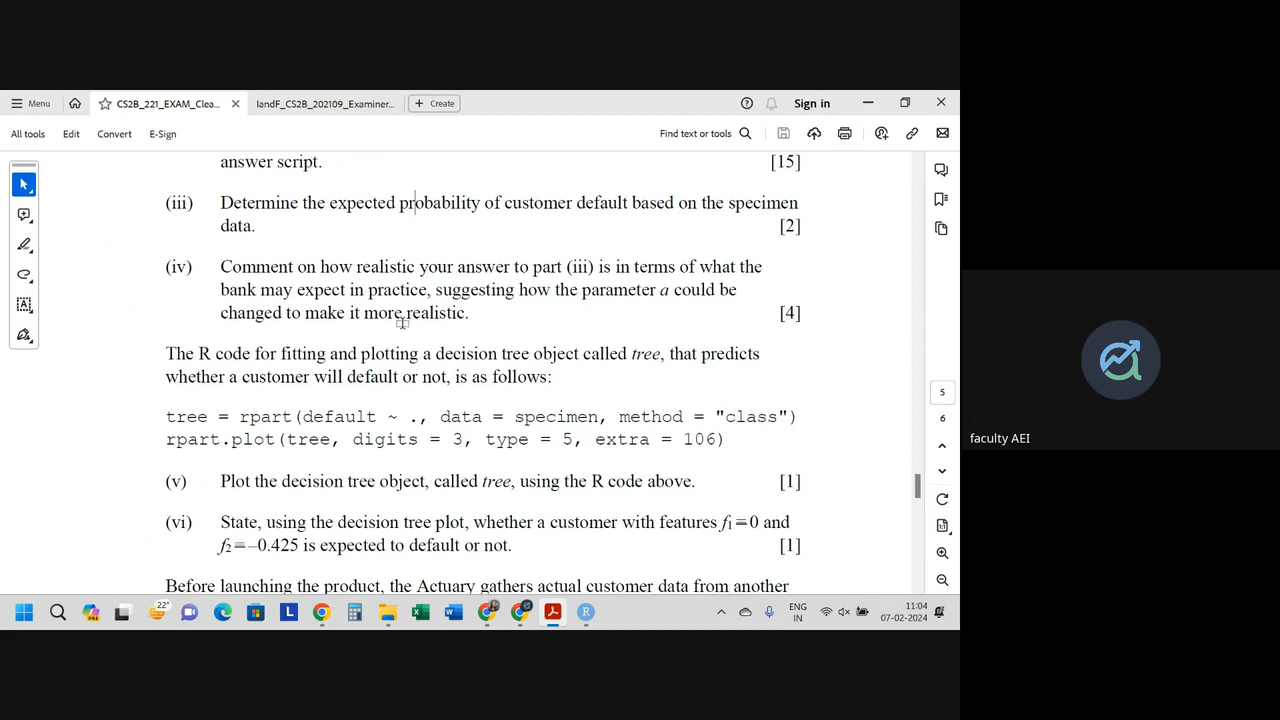 Menu
CS2B_221_EXAM_Clea...
IandF_CS2B_202109_Examiner...
Create
Sign in
All tools
Edit
Convert
E-Sign
Find text or tools
answer script. [15]
(iii) Determine the expected probability of customer default based on the specimen
data. [2]
(iv) Comment on how realistic your answer to part (iii) is in terms of what the
bank may expect in practice, suggesting how the parameter a could be
changed to make it more realistic. [4]
The R code for fitting and plotting a decision tree object called tree, that predicts
whether a customer will default or not, is as follows:
tree = rpart(default ~ ., data = specimen, method = "class")
rpart.plot(tree, digits = 3, type = 5, extra = 106)
(v) Plot the decision tree object, called tree, using the R code above. [1]
(vi) State, using the decision tree plot, whether a customer with features f1 = 0 and
f2 = –0.425 is expected to default or not. [1]
Before launching the product, the Actuary gathers actual customer data from another
5
6
faculty AEI
22°
ENG
IN
11:04
07-02-2024